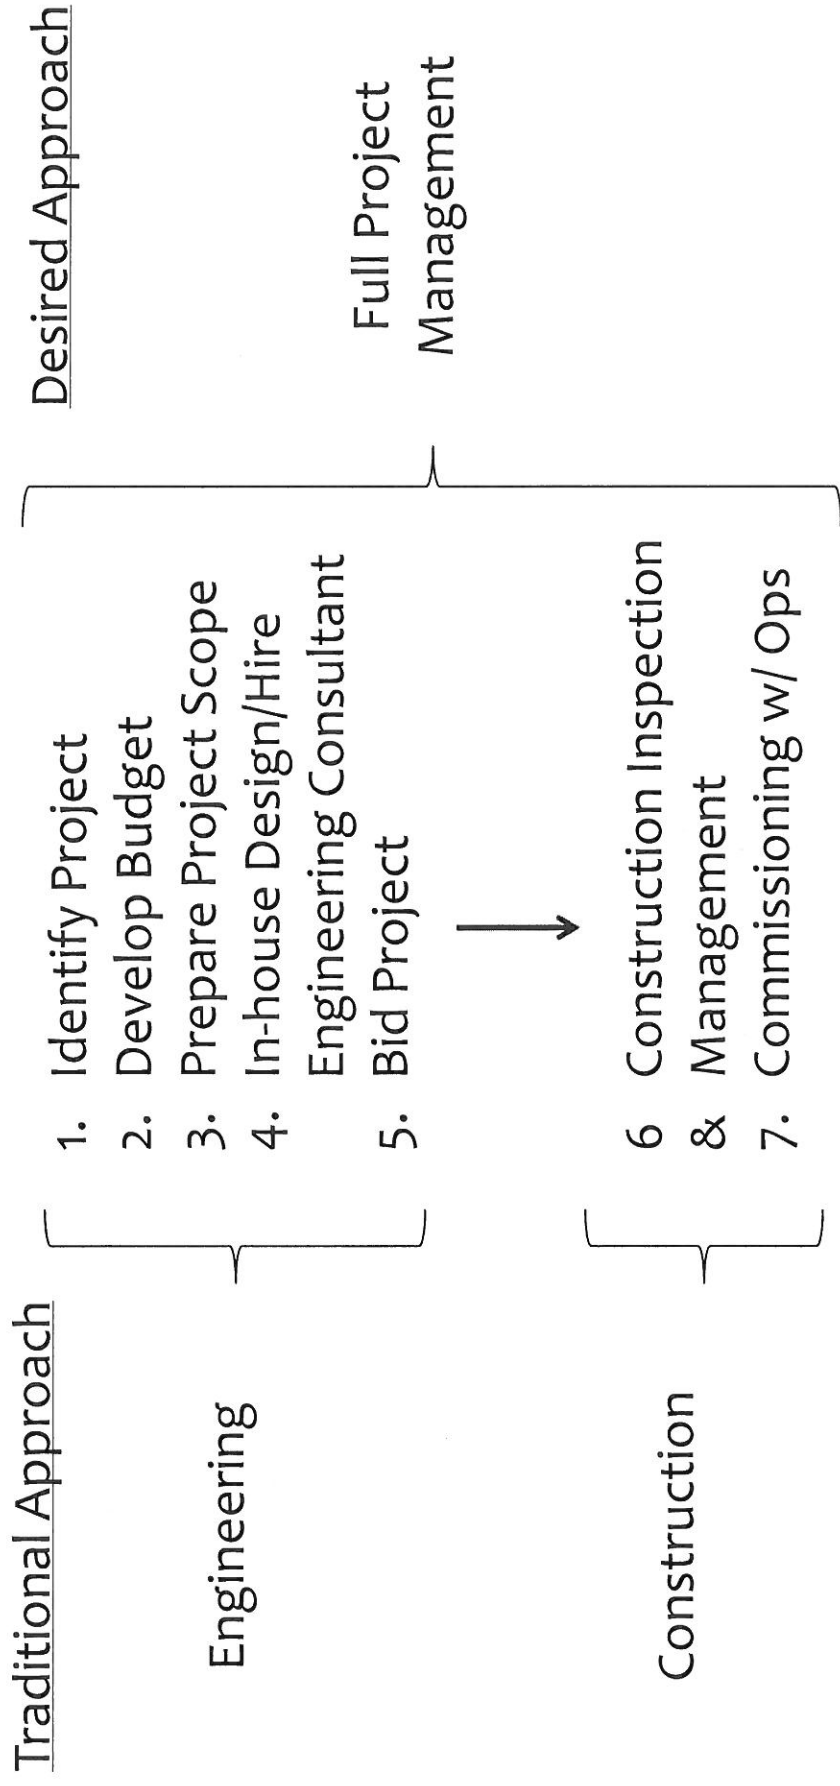 Traditional Approach
Desired Approach
Engineering
1. Identify Project
2. Develop Budget
3. Prepare Project Scope
4. In-house Design/Hire
Engineering Consultant
5. Bid Project
Full Project
Management
Construction
6 Construction Inspection
& Management
7. Commissioning w/ Ops